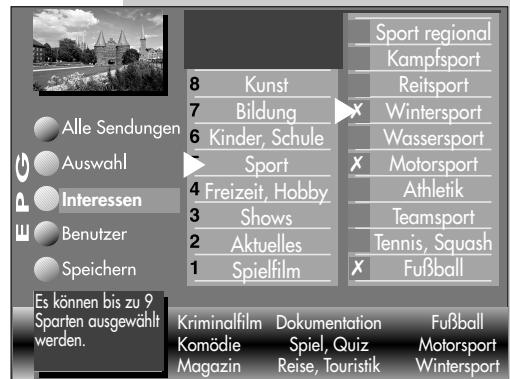 EPG
Alle Sendungen
Auswahl
Interessen
Benutzer
Speichern
Es können bis zu 9
Sparten ausgewählt
werden.
8 Kunst
7 Bildung
6 Kinder, Schule
Sport
4 Freizeit, Hobby
3 Shows
2 Aktuelles
1 Spielfilm
Sport regional
Kampfsport
Reitsport
✗ Wintersport
Wassersport
✗ Motorsport
Athletik
Teamsport
Tennis, Squash
✗ Fußball
Kriminalfilm Dokumentation Fußball
Komödie Spiel, Quiz Motorsport
Magazin Reise, Touristik Wintersport